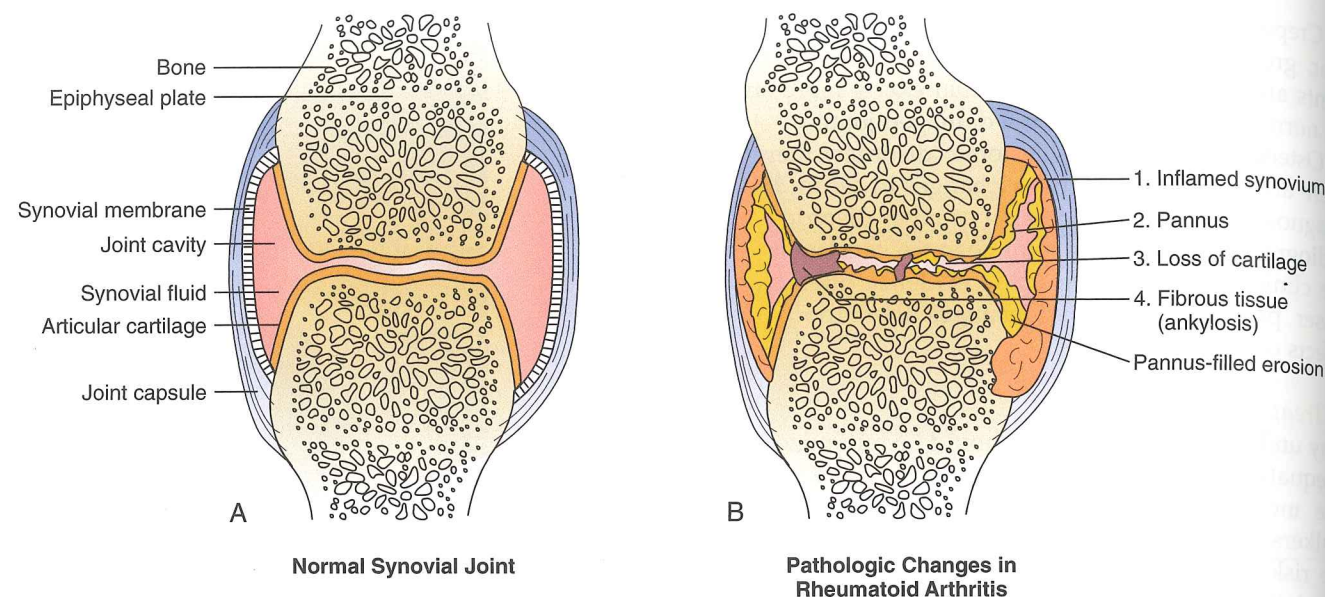 Bone
Epiphyseal plate
Synovial membrane
Joint cavity
Synovial fluid
Articular cartilage
Joint capsule
A
Normal Synovial Joint
1. Inflamed synovium
2. Pannus
3. Loss of cartilage
4. Fibrous tissue
(ankylosis)
Pannus-filled erosion
B
Pathologic Changes in
Rheumatoid Arthritis